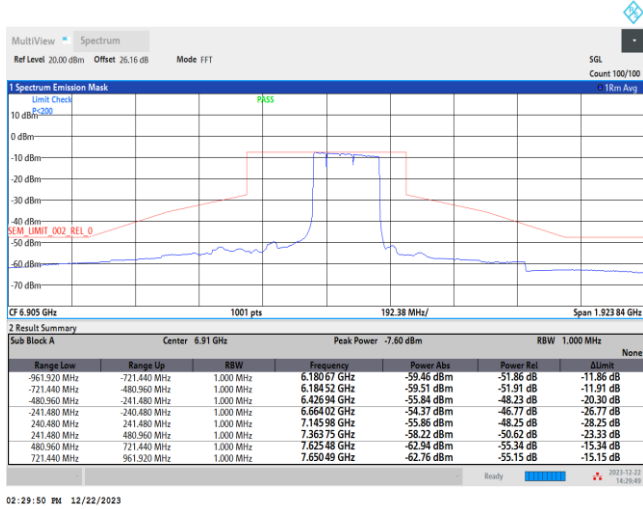 MultiView Spectrum
Ref Level 20.00 dBm Offset 26.16 dB Mode FFT SGL
Count 100/100
1 Spectrum Emission Mask 1Rm Avg
Limit Check PASS
P<200
10 dBm
0 dBm
-10 dBm
-20 dBm
-30 dBm
-40 dBm
SEM_LIMIT_002_REL_0
-50 dBm
-60 dBm
-70 dBm
CF 6.905 GHz 1001 pts 192.38 MHz/ Span 1.923 84 GHz
2 Result Summary
Sub Block A Center 6.91 GHz Peak Power -7.60 dBm RBW 1.000 MHz
None
Range Low Range Up RBW Frequency Power Abs Power Rel ΔLimit
-961.920 MHz -721.440 MHz 1.000 MHz 6.180 67 GHz -59.46 dBm -51.86 dB -11.86 dB
-721.440 MHz -480.960 MHz 1.000 MHz 6.184 52 GHz -59.51 dBm -51.91 dB -11.91 dB
-480.960 MHz -241.480 MHz 1.000 MHz 6.426 94 GHz -55.84 dBm -48.23 dB -20.30 dB
-241.480 MHz -240.480 MHz 1.000 MHz 6.664 02 GHz -54.37 dBm -46.77 dB -26.77 dB
240.480 MHz 241.480 MHz 1.000 MHz 7.145 98 GHz -55.86 dBm -48.25 dB -28.25 dB
241.480 MHz 480.960 MHz 1.000 MHz 7.363 75 GHz -58.22 dBm -50.62 dB -23.33 dB
480.960 MHz 721.440 MHz 1.000 MHz 7.625 48 GHz -62.94 dBm -55.34 dB -15.34 dB
721.440 MHz 961.920 MHz 1.000 MHz 7.650 49 GHz -62.76 dBm -55.15 dB -15.15 dB
Ready 2023-12-22
14:29:49
02:29:50 PM 12/22/2023